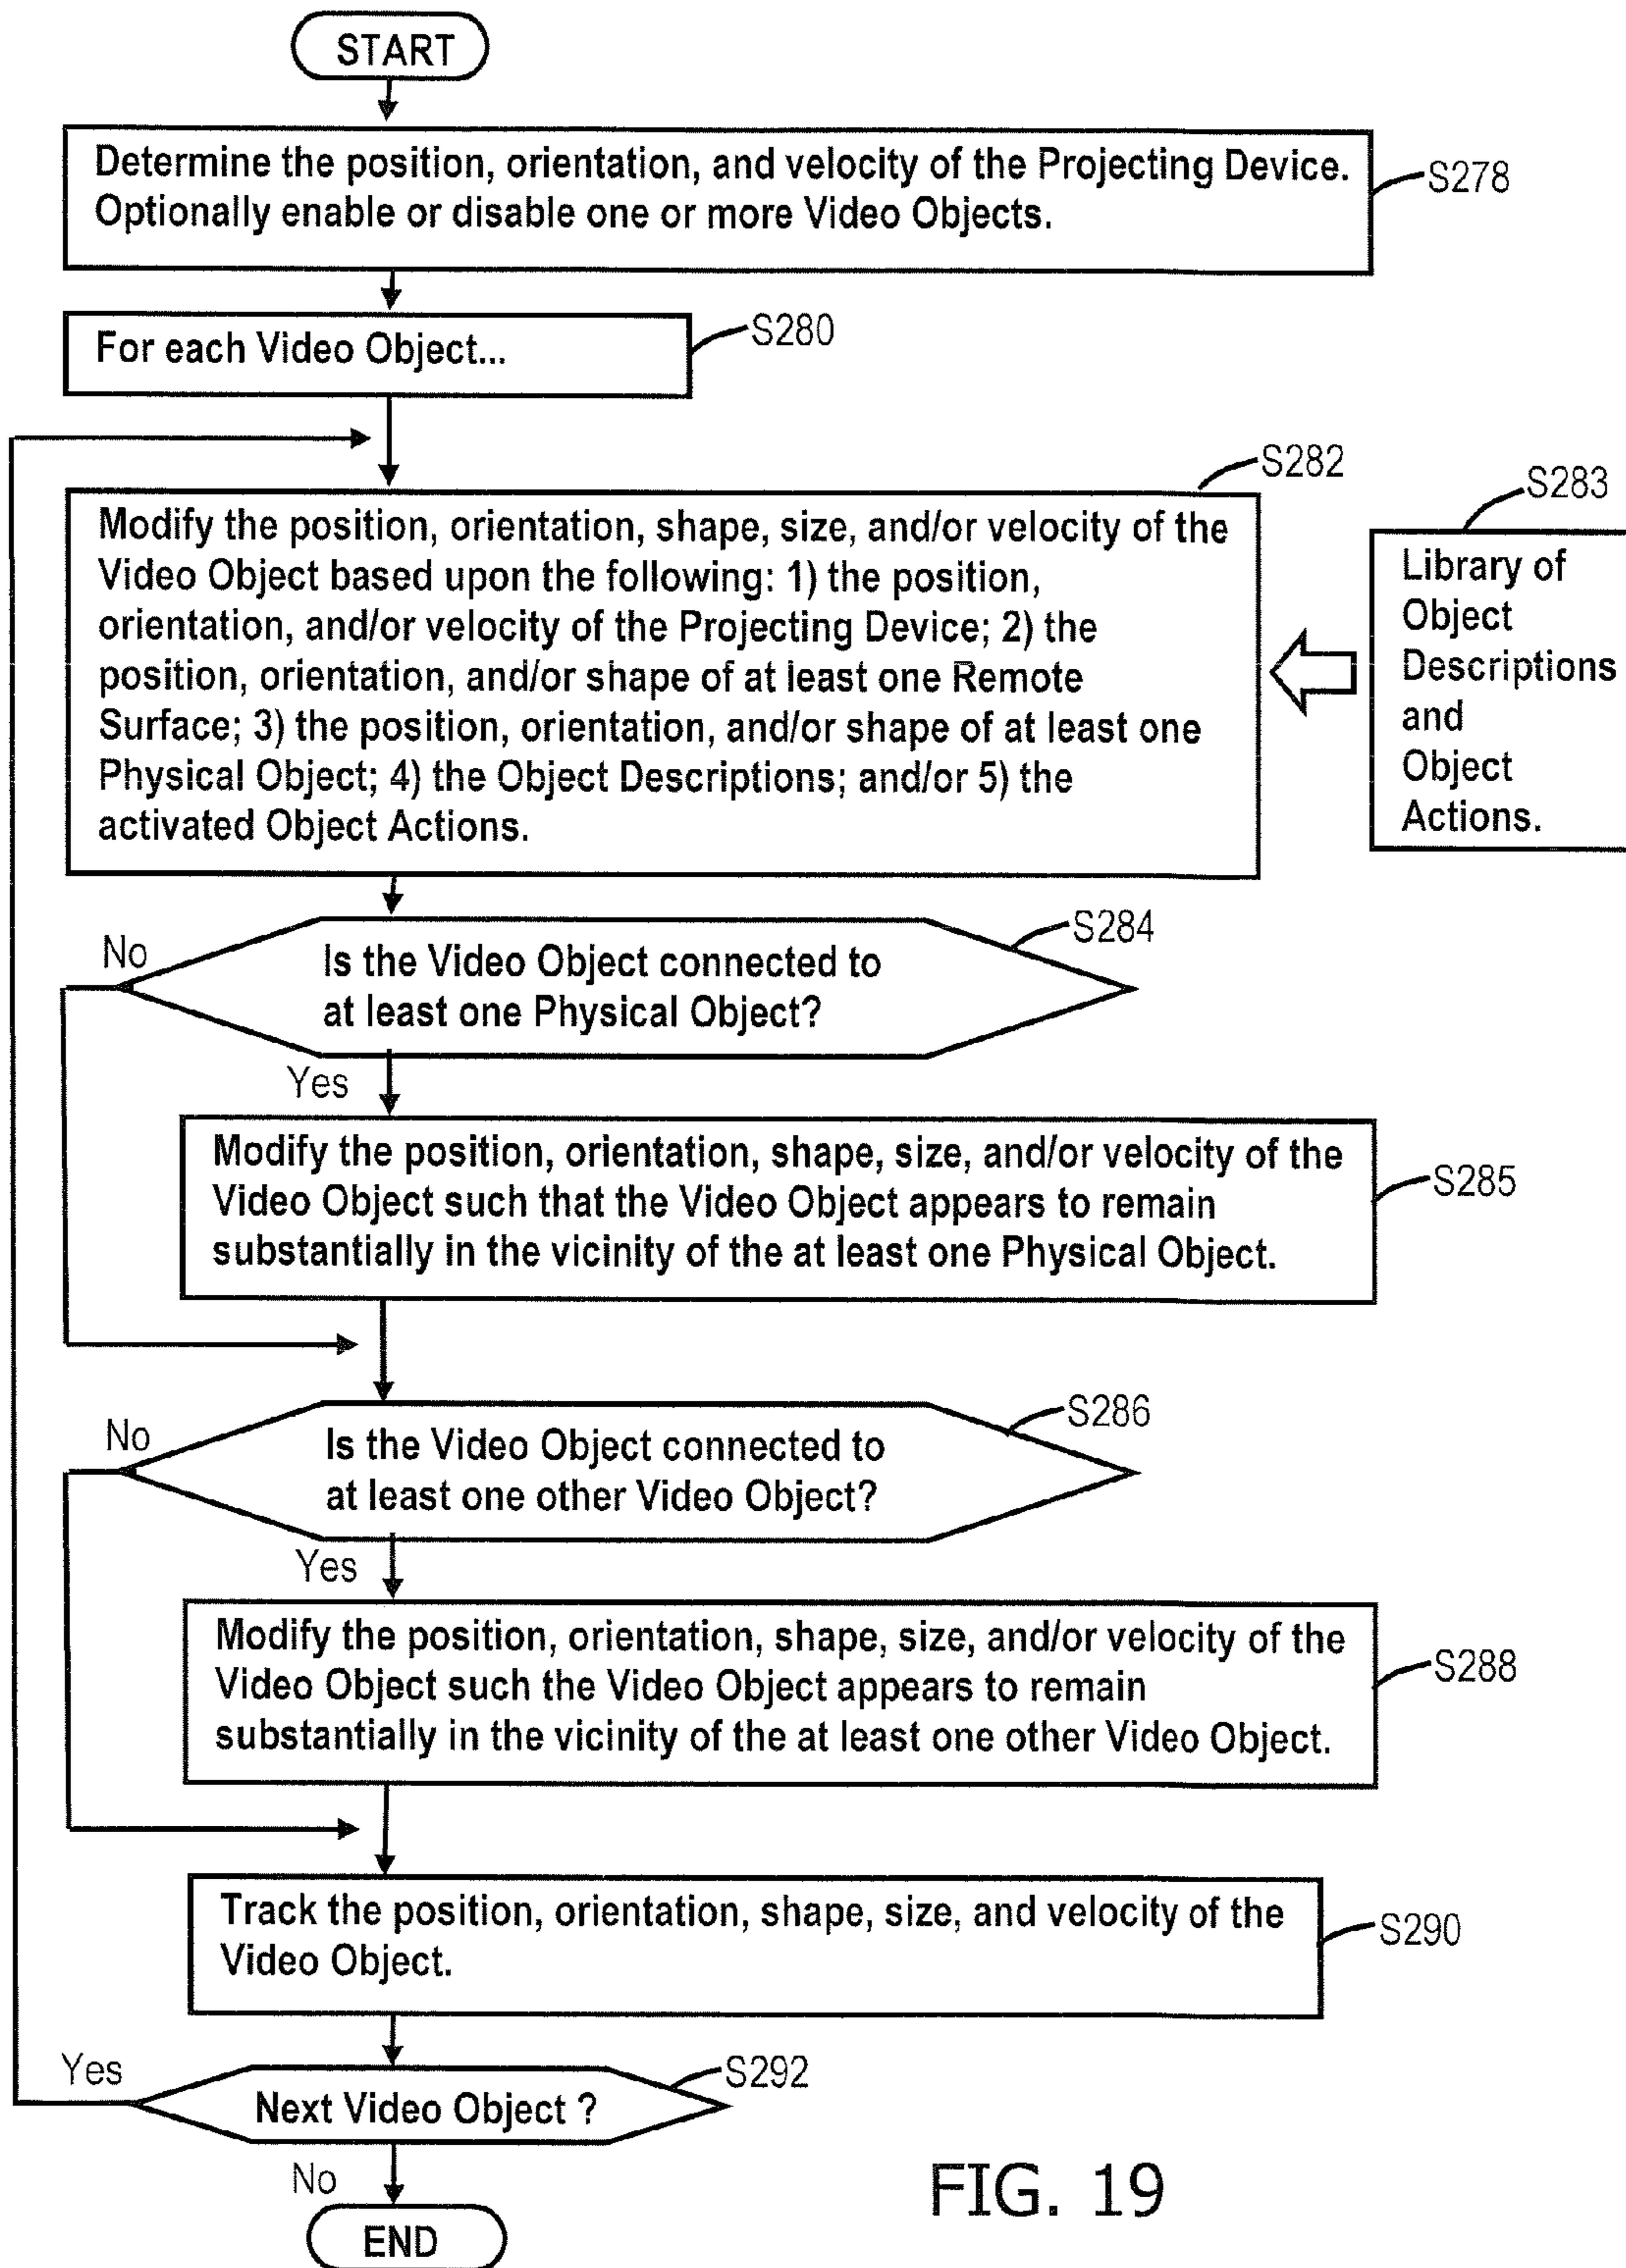 START
Determine the position, orientation, and velocity of the Projecting Device.
Optionally enable or disable one or more Video Objects.
S278
For each Video Object...
S280
S282
Modify the position, orientation, shape, size, and/or velocity of the
Video Object based upon the following: 1) the position,
orientation, and/or velocity of the Projecting Device; 2) the
position, orientation, and/or shape of at least one Remote
Surface; 3) the position, orientation, and/or shape of at least one
Physical Object; 4) the Object Descriptions; and/or 5) the
activated Object Actions.
S283
Library of
Object
Descriptions
and
Object
Actions.
S284
No
Is the Video Object connected to
at least one Physical Object?
Yes
Modify the position, orientation, shape, size, and/or velocity of the
Video Object such that the Video Object appears to remain
substantially in the vicinity of the at least one Physical Object.
S285
S286
No
Is the Video Object connected to
at least one other Video Object?
Yes
Modify the position, orientation, shape, size, and/or velocity of the
Video Object such the Video Object appears to remain
substantially in the vicinity of the at least one other Video Object.
S288
Track the position, orientation, shape, size, and velocity of the
Video Object.
S290
Yes
Next Video Object ?
S292
No
END
FIG. 19